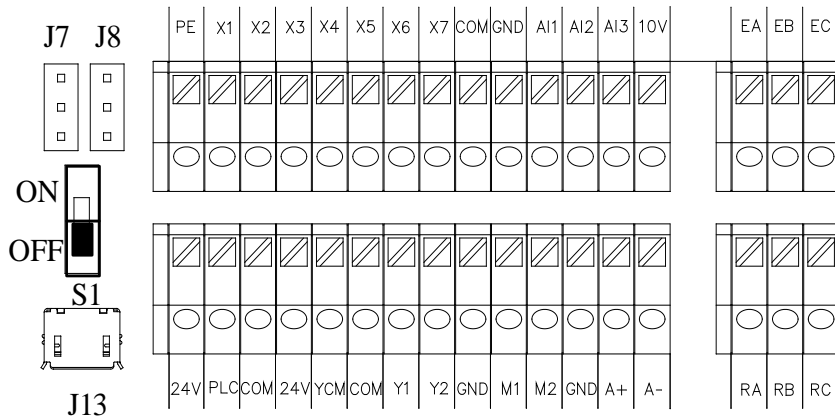 PE X1 X2 X3 X4 X5 X6 X7 COM GND AI1 AI2 AI3 10V EA EB EC
J7 J8
ON
OFF
S1
J13
24V PLC COM 24V YCM COM Y1 Y2 GND M1 M2 GND A+ A- RA RB RC